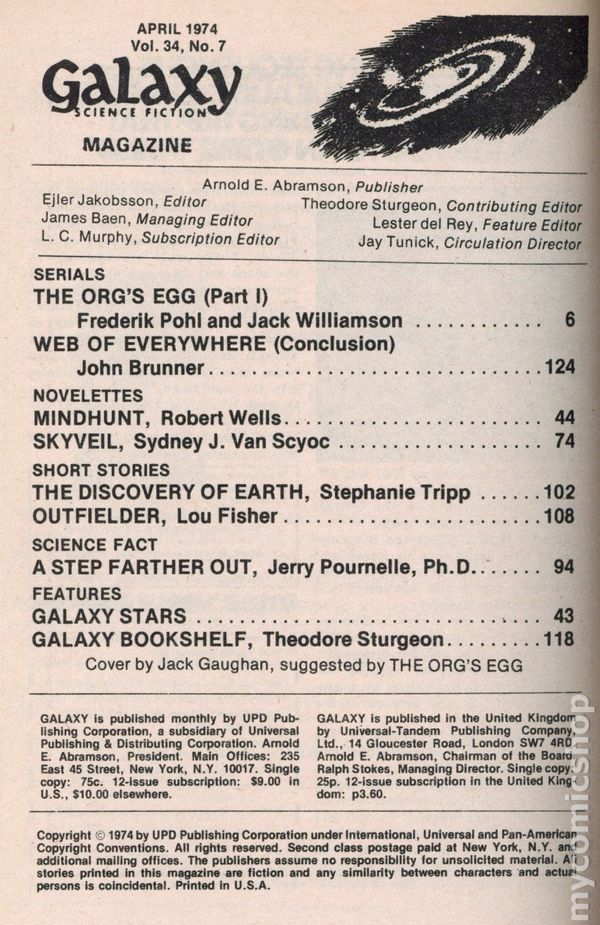 APRIL 1974
Vol. 34, No. 7
Galaxy
SCIENCE FICTION
MAGAZINE
Arnold E. Abramson, Publisher
Ejler Jakobsson, Editor
James Baen, Managing Editor
L. C. Murphy, Subscription Editor
Theodore Sturgeon, Contributing Editor
Lester del Rey, Feature Editor
Jay Tunick, Circulation Director
SERIALS
THE ORG'S EGG (Part I)
Frederik Pohl and Jack Williamson ............ 6
WEB OF EVERYWHERE (Conclusion)
John Brunner............................124
NOVELETTES
MINDHUNT, Robert Wells...................... 44
SKYVEIL, Sydney J. Van Scyoc .................. 74
SHORT STORIES
THE DISCOVERY OF EARTH, Stephanie Tripp ......102
OUTFIELDER, Lou Fisher......................108
SCIENCE FACT
A STEP FARTHER OUT, Jerry Pournelle, Ph.D....... 94
FEATURES
GALAXY STARS .............................. 43
GALAXY BOOKSHELF, Theodore Sturgeon.........118
Cover by Jack Gaughan, suggested by THE ORG'S EGG
GALAXY is published monthly by UPD Pub-
lishing Corporation, a subsidiary of Universal
Publishing & Distributing Corporation. Arnold
E. Abramson, President. Main Offices: 235
East 45 Street, New York, N.Y. 10017. Single
copy: 75c. 12-issue subscription: $9.00 in
U.S., $10.00 elsewhere.
GALAXY is published in the United Kingdom
by Universal-Tandem Publishing Company,
Ltd., 14 Gloucester Road, London SW7 4RD.
Arnold E. Abramson, Chairman of the Board.
Ralph Stokes, Managing Director. Single copy:
25p. 12-issue subscription in the United King-
dom: p3.60.
Copyright © 1974 by UPD Publishing Corporation under International, Universal and Pan-American
Copyright Conventions. All rights reserved. Second class postage paid at New York, N.Y. and
additional mailing offices. The publishers assume no responsibility for unsolicited material. All
stories printed in this magazine are fiction and any similarity between characters and actual
persons is coincidental. Printed in U.S.A.
mycomicshop